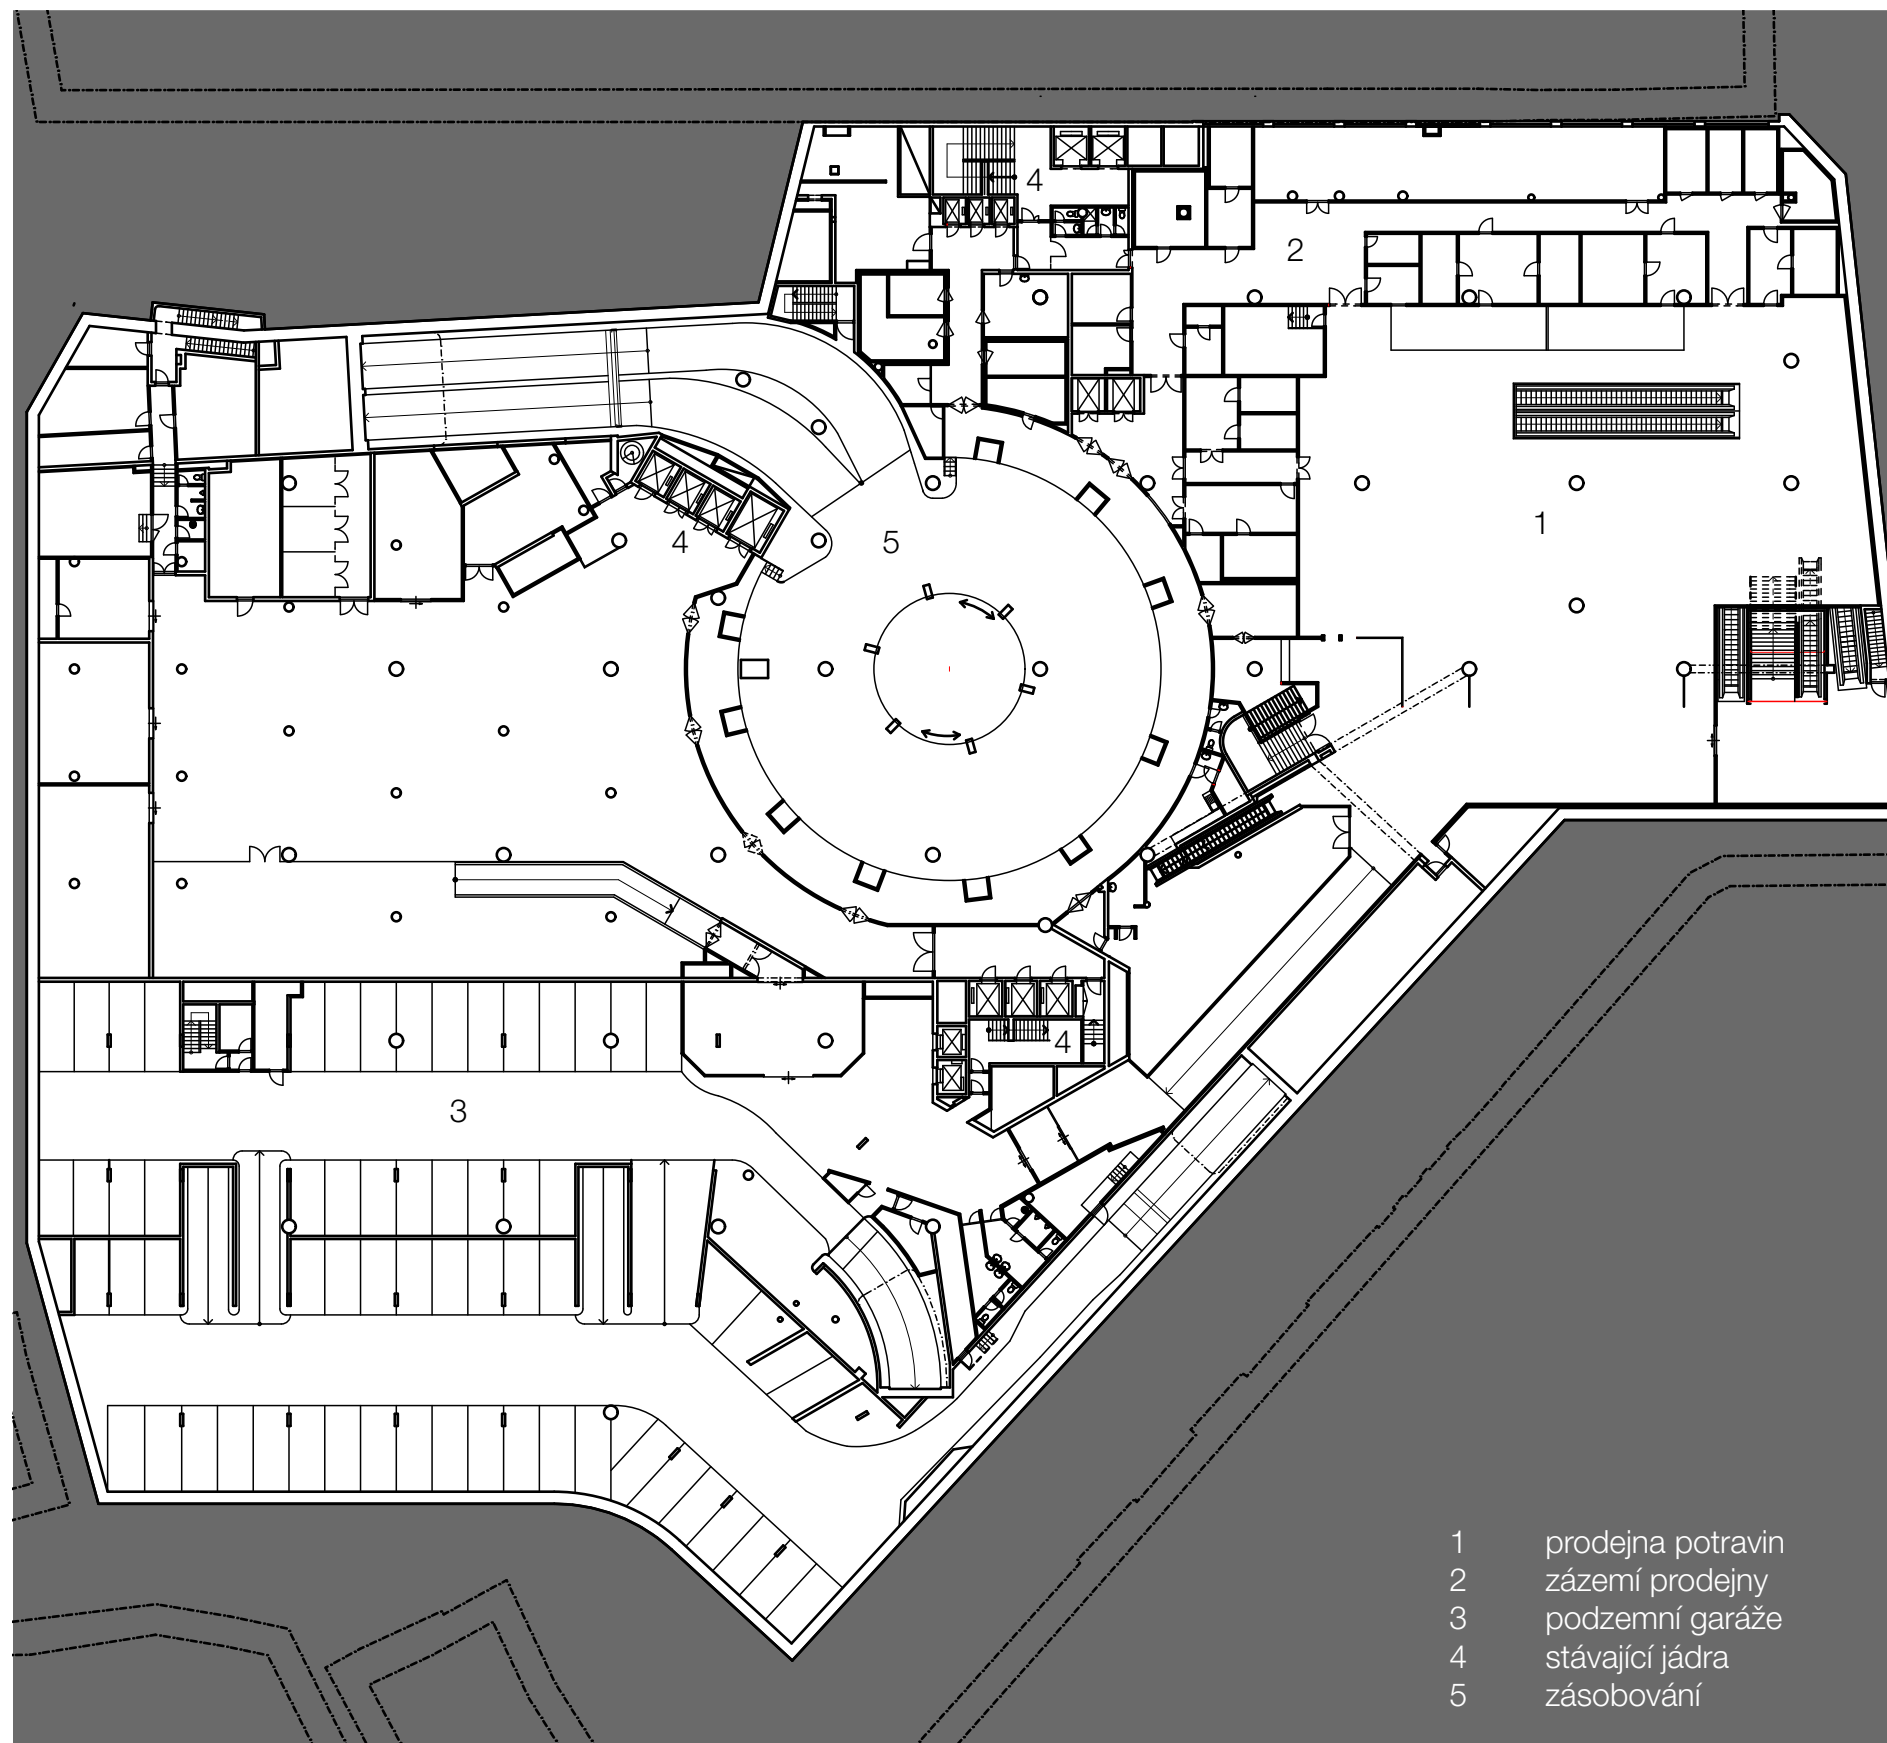 4
2
1
4
5
4
3
1 prodejna potravin
2 zázemí prodejny
3 podzemní garáže
4 stávající jádra
5 zásobování